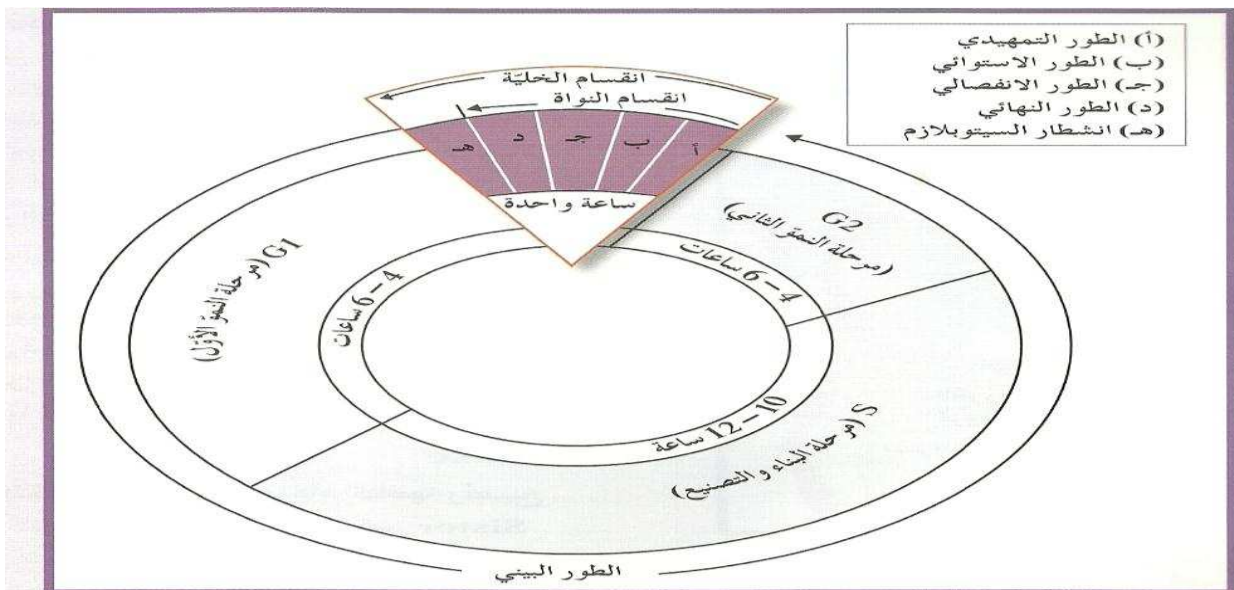 (أ) الطور التمهيدي
(ب) الطور الاستوائي
(جـ) الطور الانفصالي
(د) الطور النهائي
(هـ) انشطار السيتوبلازم
انقسام الخليّة
انقسام النواة
أ
ب
جـ
د
هـ
ساعة واحدة
G2
(مرحلة النموّ الثاني)
4 – 6 ساعات
G1 (مرحلة النموّ الأوّل)
4 – 6 ساعات
S (مرحلة البناء والتصنيع)
10 – 12 ساعة
الطور البيني